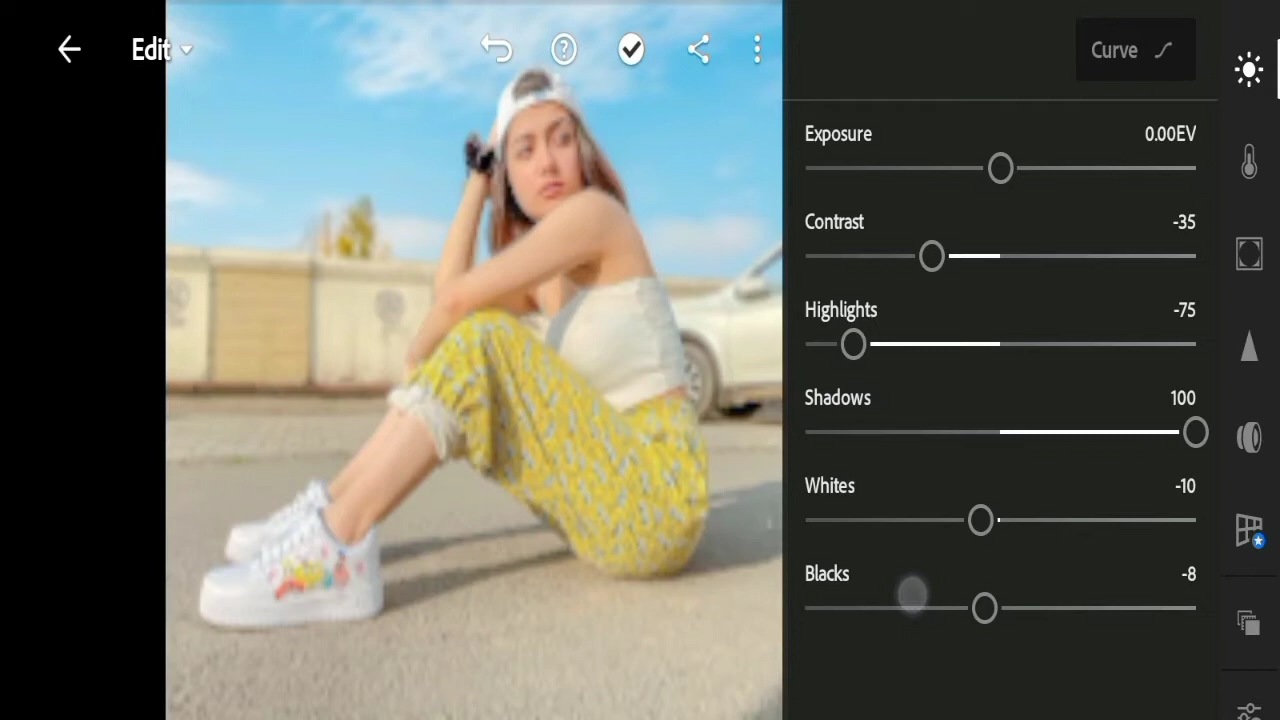 Edit
Curve
Exposure 0.00EV
Contrast -35
Highlights -75
Shadows 100
Whites -10
Blacks -8